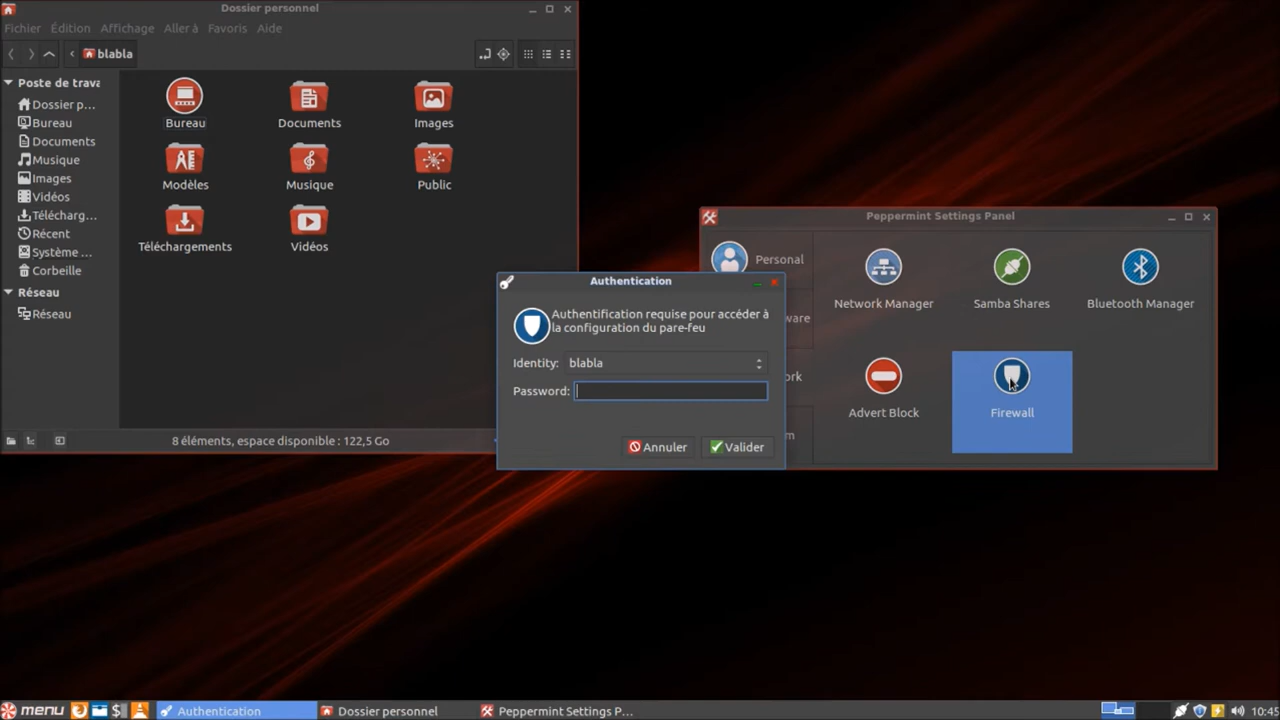 Dossier personnel
Fichier Édition Affichage Aller à Favoris Aide
blabla
Poste de trava
Dossier p...
Bureau
Documents
Musique
Images
Vidéos
Télécharg...
Récent
Système ...
Corbeille
Réseau
Réseau
Bureau Documents Images
Modèles Musique Public
Téléchargements Vidéos
8 éléments, espace disponible : 122,5 Go
Peppermint Settings Panel
Personal
ware
ork
m
Network Manager Samba Shares Bluetooth Manager
Advert Block Firewall
Authentication
Authentification requise pour accéder à
la configuration du pare-feu
Identity: blabla
Password:
Annuler Valider
menu $ Authentication Dossier personnel Peppermint Settings P... 10:45